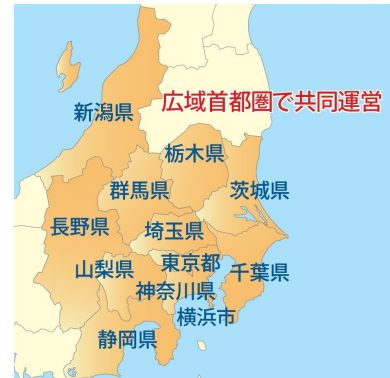 広域首都圏で共同運営
新潟県
栃木県
群馬県
茨城県
長野県
埼玉県
東京都
山梨県
千葉県
神奈川県
横浜市
静岡県